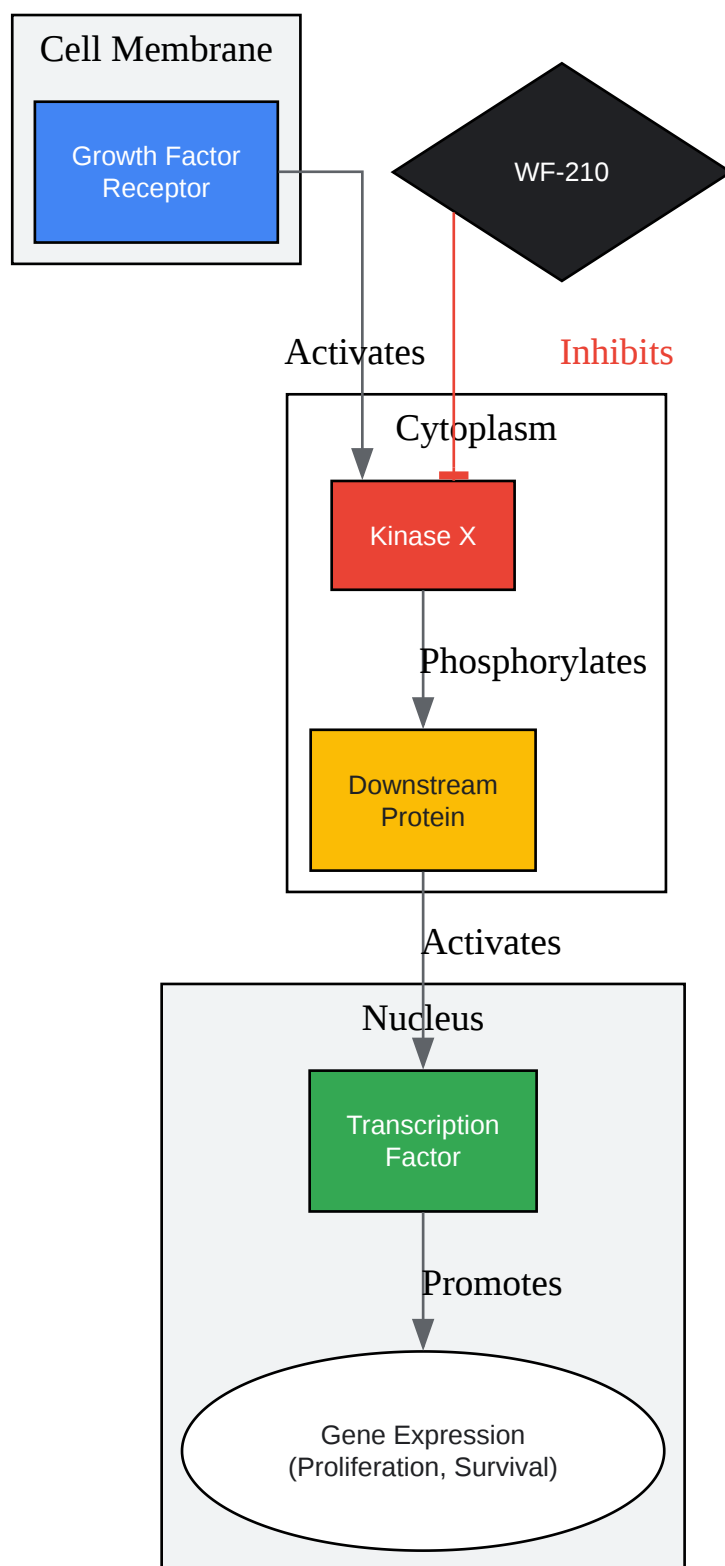 Cell Membrane
Growth Factor
Receptor
WF-210
Activates
Inhibits
Cytoplasm
Kinase X
Phosphorylates
Downstream
Protein
Activates
Nucleus
Transcription
Factor
Promotes
Gene Expression
(Proliferation, Survival)